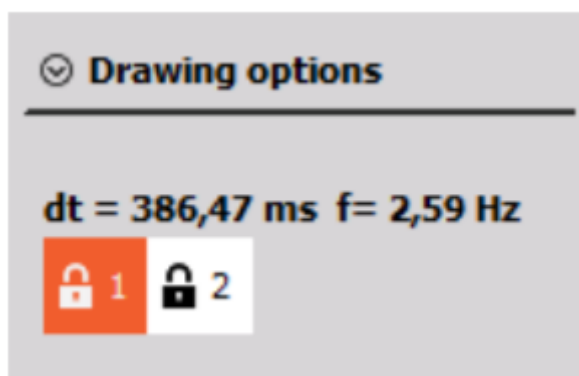 Drawing options
dt = 386,47 ms f= 2,59 Hz
1 2